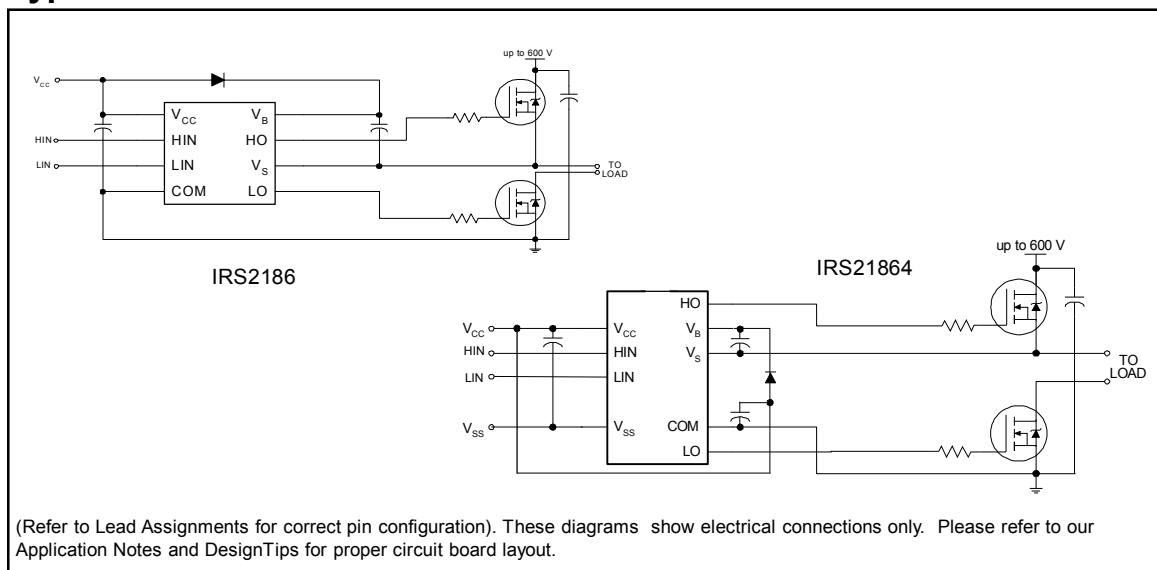 up to 600 V
VCC
VCC
VB
HIN
HIN
HO
LIN
LIN
VS
TO
LOAD
COM
LO
IRS2186
IRS21864
up to 600 V
HO
VCC
VCC
VB
HIN
HIN
VS
LIN
LIN
TO
LOAD
VSS
VSS
COM
LO
(Refer to Lead Assignments for correct pin configuration). These diagrams show electrical connections only. Please refer to our
Application Notes and DesignTips for proper circuit board layout.